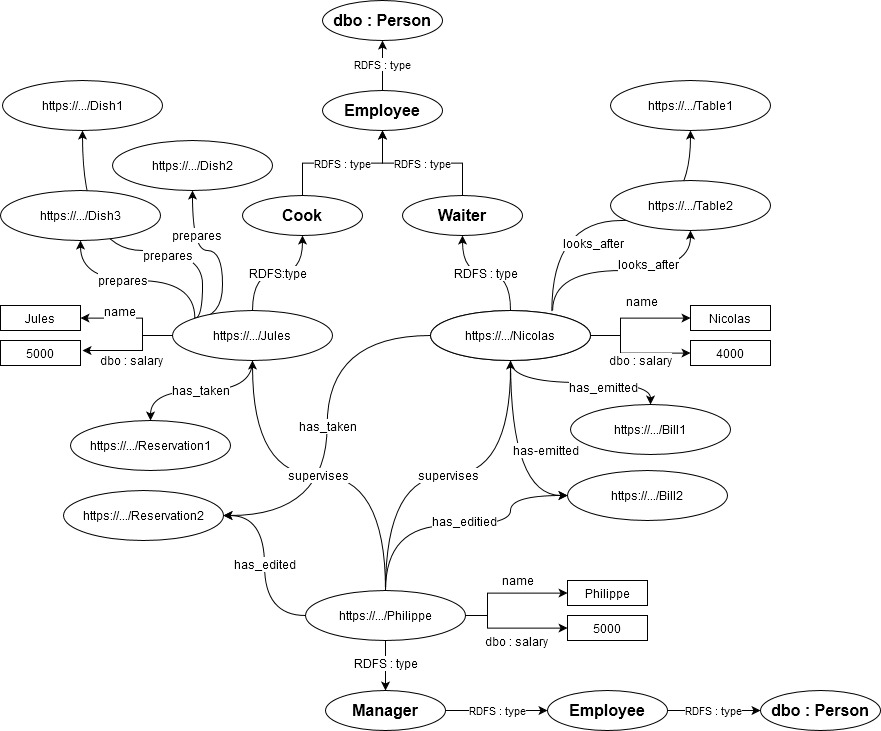 dbo : Person
RDFS : type
https://.../Dish1
Employee
https://.../Table1
https://.../Dish2
RDFS : type
RDFS : type
https://.../Dish3
Cook
Waiter
https://.../Table2
prepares
looks_after
prepares
looks_after
prepares
RDFS:type
RDFS : type
name
name
Jules
https://.../Jules
https://.../Nicolas
Nicolas
5000
dbo : salary
dbo : salary
4000
has_taken
has_emitted
has_taken
https://.../Bill1
https://.../Reservation1
has-emitted
supervises
supervises
https://.../Bill2
https://.../Reservation2
has_editied
has_edited
name
https://.../Philippe
Philippe
5000
dbo : salary
RDFS : type
Manager
RDFS : type
Employee
RDFS : type
dbo : Person